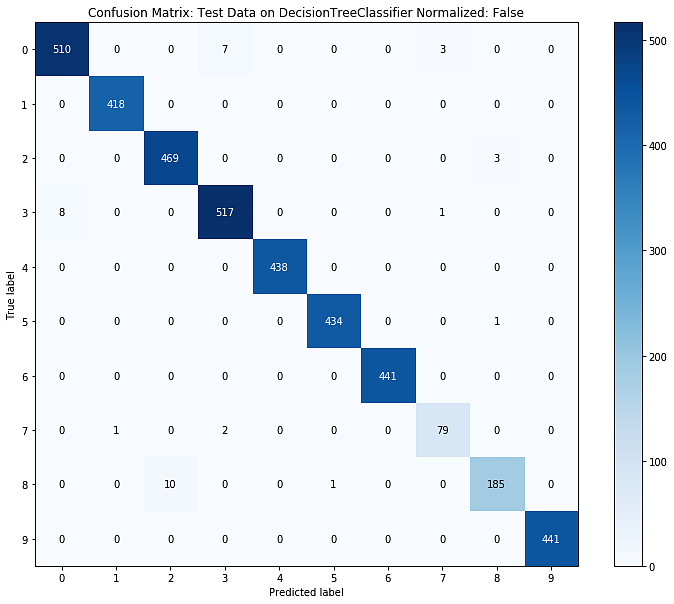 Confusion Matrix: Test Data on DecisionTreeClassifier Normalized: False
0 510 0 0 7 0 0 0 3 0 0
1 0 418 0 0 0 0 0 0 0 0
2 0 0 469 0 0 0 0 0 3 0
3 8 0 0 517 0 0 0 1 0 0
4 0 0 0 0 438 0 0 0 0 0
5 0 0 0 0 0 434 0 0 1 0
6 0 0 0 0 0 0 441 0 0 0
7 0 1 0 2 0 0 0 79 0 0
8 0 0 10 0 0 1 0 0 185 0
9 0 0 0 0 0 0 0 0 0 441
0 1 2 3 4 5 6 7 8 9
Predicted label
True label
500
400
300
200
100
0